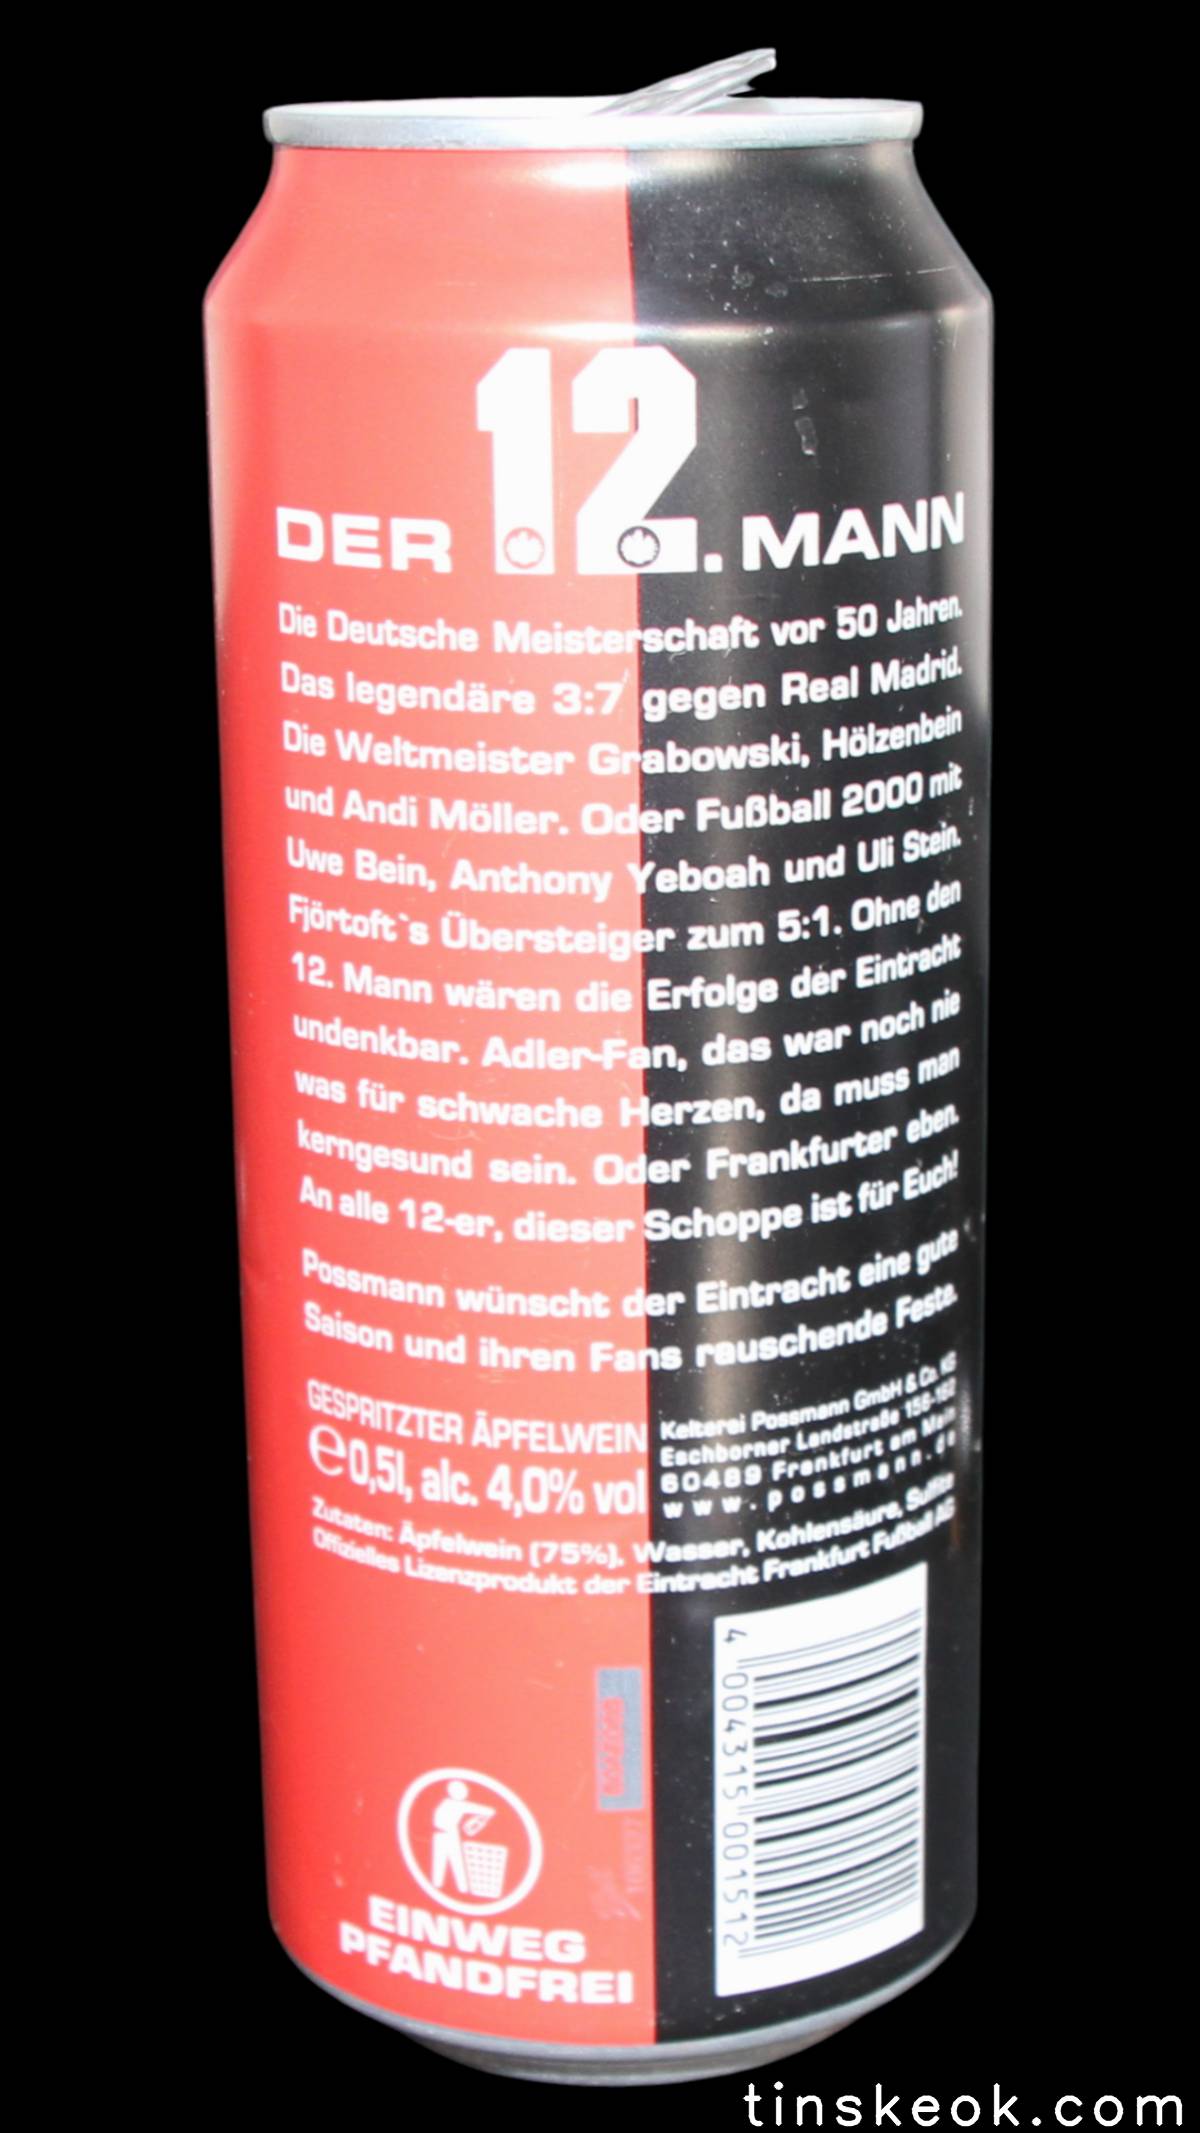 DER 12. MANN
Die Deutsche Meisterschaft vor 50 Jahren.
Das legendäre 3:7 gegen Real Madrid.
Die Weltmeister Grabowski, Hölzenbein
und Andi Möller. Oder Fußball 2000 mit
Uwe Bein, Anthony Yeboah und Uli Stein.
Fjörtoft`s Übersteiger zum 5:1. Ohne den
12. Mann wären die Erfolge der Eintracht
undenkbar. Adler-Fan, das war noch nie
was für schwache Herzen, da muss man
kerngesund sein. Oder Frankfurter eben.
An alle 12-er, dieser Schoppe ist für Euch!
Possmann wünscht der Eintracht eine gute
Saison und ihren Fans rauschende Feste.
GESPRITZTER ÄPFELWEIN
℮0,5l, alc. 4,0% vol
Kelterei Possmann GmbH & Co. KG
Eschborner Landstraße 156-162
60489 Frankfurt am Main
www.possmann.de
Zutaten: Äpfelwein (75%), Wasser, Kohlensäure, Sulfite
Offizielles Lizenzprodukt der Eintracht Frankfurt Fußball AG
4 004315 001512
EINWEG
PFANDFREI
tinskeok.com